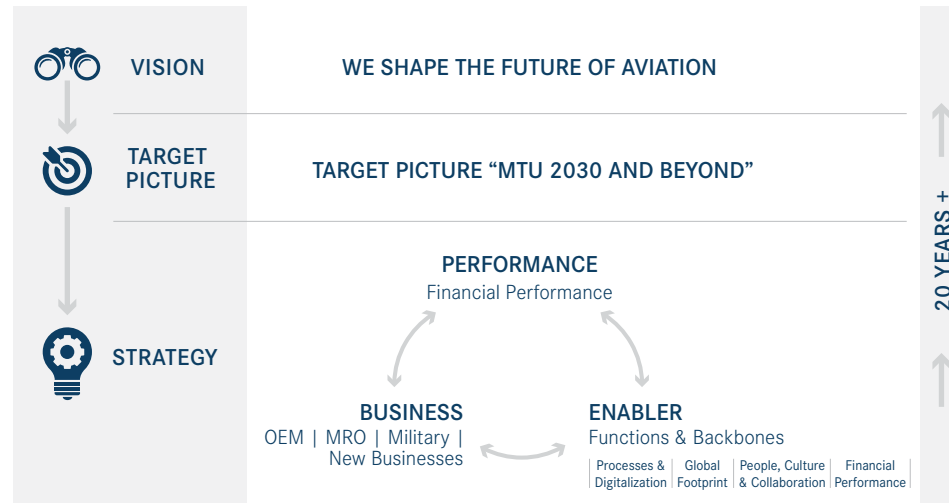 VISION
WE SHAPE THE FUTURE OF AVIATION
TARGET
PICTURE
TARGET PICTURE “MTU 2030 AND BEYOND”
PERFORMANCE
Financial Performance
STRATEGY
BUSINESS
OEM | MRO | Military |
New Businesses
ENABLER
Functions & Backbones
Processes &
Digitalization
Global
Footprint
People, Culture
& Collaboration
Financial
Performance
20 YEARS +